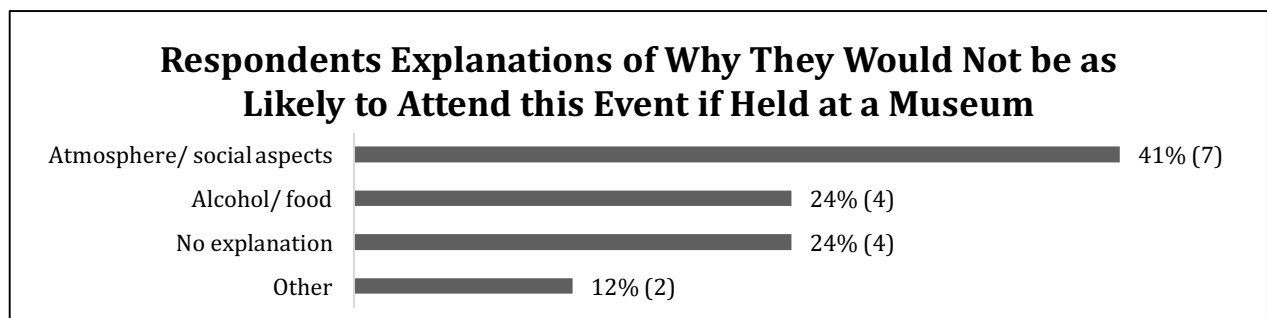 Respondents Explanations of Why They Would Not be as
Likely to Attend this Event if Held at a Museum
Atmosphere/ social aspects 41% (7)
Alcohol/ food 24% (4)
No explanation 24% (4)
Other 12% (2)